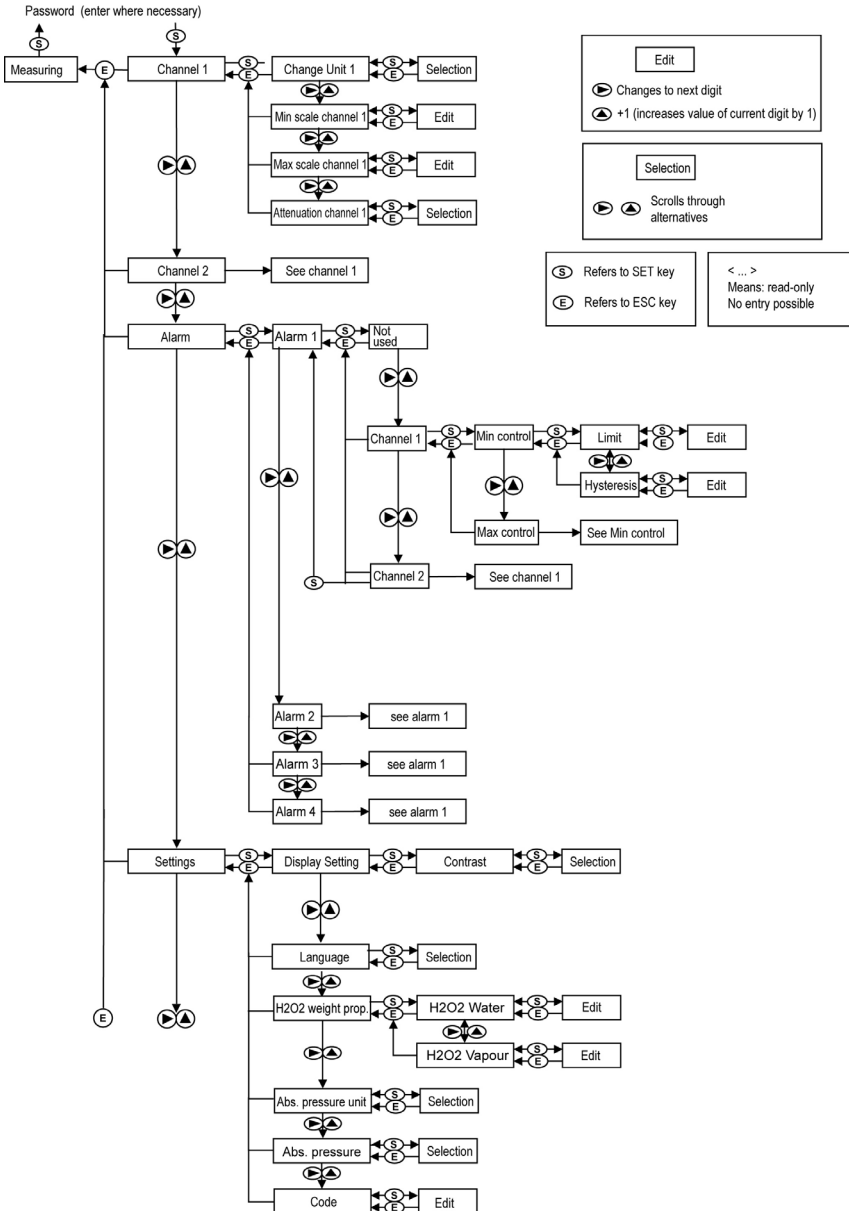 Password (enter where necessary)
S
S
Measuring
E
Channel 1
S
E
Change Unit 1
S
E
Selection
Min scale channel 1
S
E
Edit
Max scale channel 1
S
E
Edit
Attenuation channel 1
S
E
Selection
Edit
Changes to next digit
+1 (increases value of current digit by 1)
Selection
Scrolls through
alternatives
S Refers to SET key
E Refers to ESC key
< ... >
Means: read-only
No entry possible
Channel 2
See channel 1
Alarm
S
E
Alarm 1
S
E
Not
used
Channel 1
S
E
Min control
S
E
Limit
S
E
Edit
Hysteresis
S
E
Edit
Max control
See Min control
S
Channel 2
See channel 1
Alarm 2
see alarm 1
Alarm 3
see alarm 1
Alarm 4
see alarm 1
Settings
S
E
Display Setting
S
E
Contrast
S
E
Selection
Language
S
E
Selection
E
H2O2 weight prop.
S
E
H2O2 Water
S
E
Edit
H2O2 Vapour
S
E
Edit
Abs. pressure unit
S
E
Selection
Abs. pressure
S
E
Selection
Code
S
E
Edit